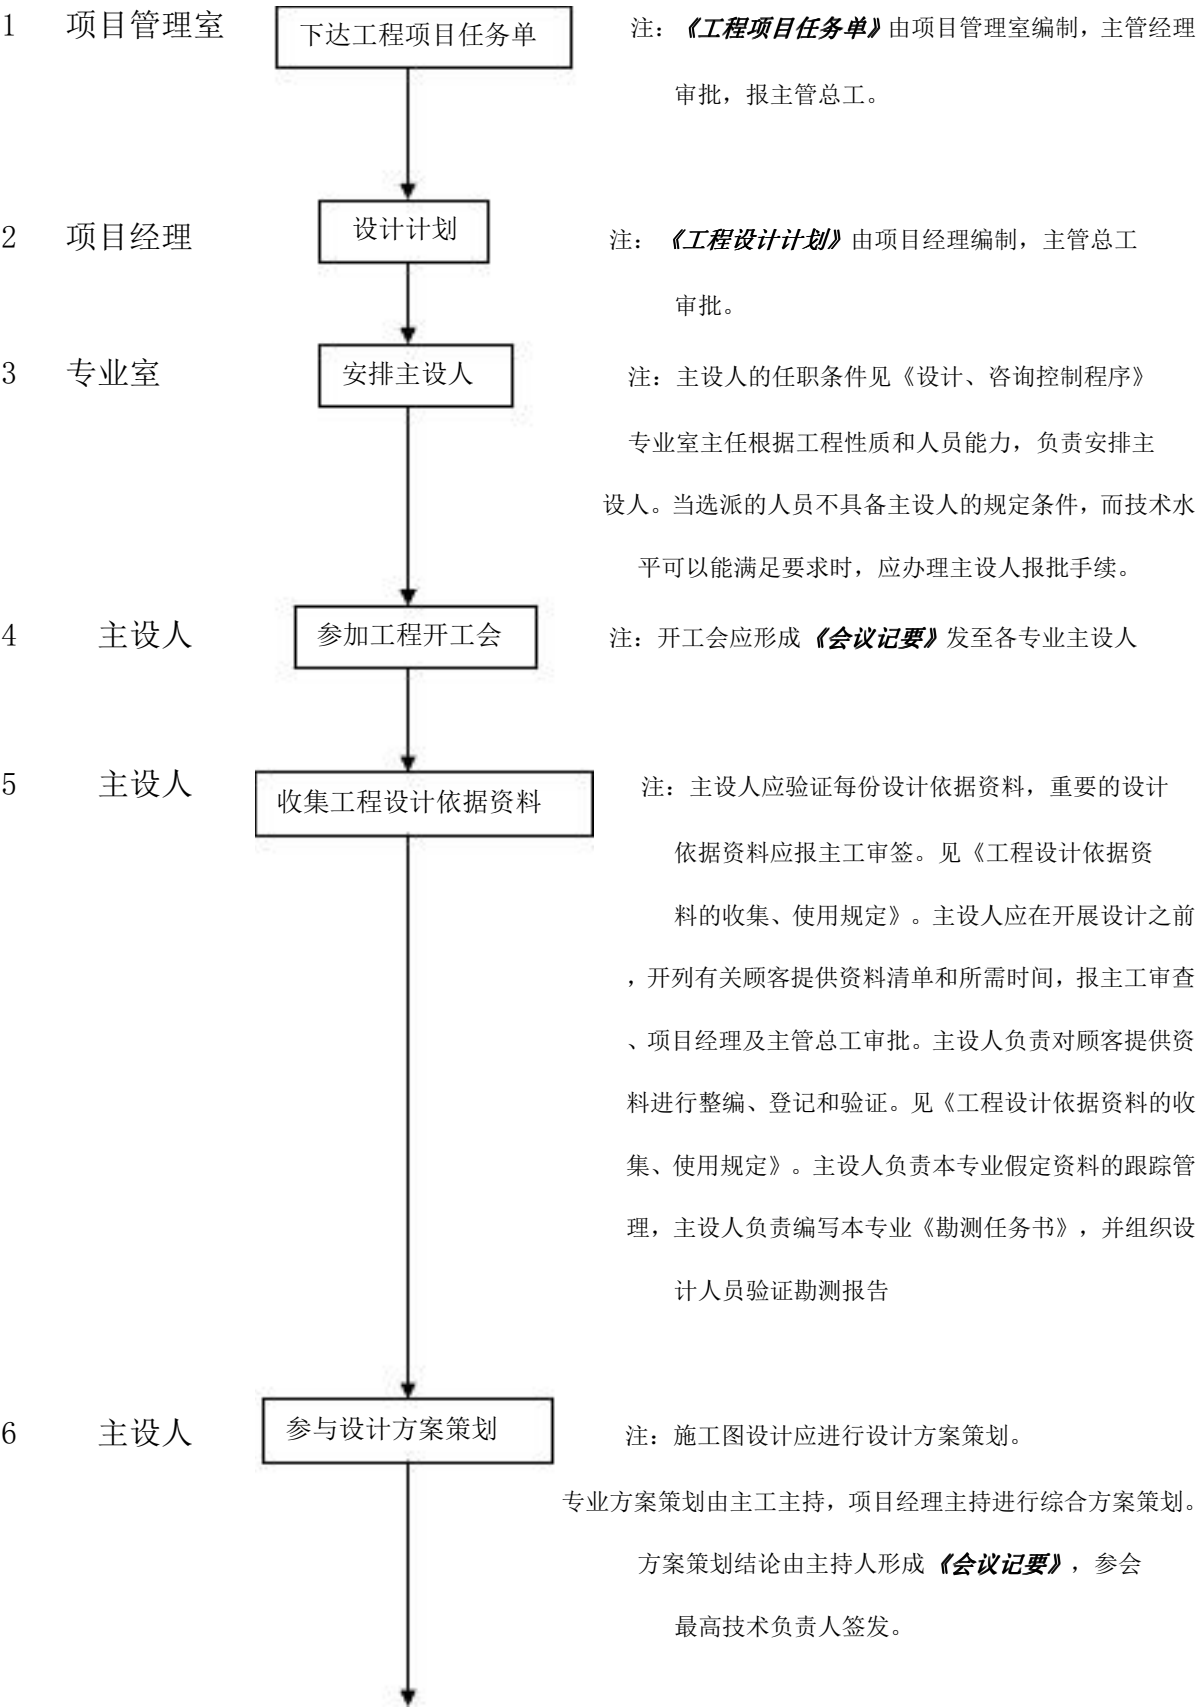 1 项目管理室 下达工程项目任务单 注：《工程项目任务单》由项目管理室编制，主管经理
审批，报主管总工。
2 项目经理 设计计划 注：《工程设计计划》由项目经理编制，主管总工
审批。
3 专业室 安排主设人 注：主设人的任职条件见《设计、咨询控制程序》
专业室主任根据工程性质和人员能力，负责安排主
设人。当选派的人员不具备主设人的规定条件，而技术水
平可以能满足要求时，应办理主设人报批手续。
4 主设人 参加工程开工会 注：开工会应形成《会议记要》发至各专业主设人
5 主设人 收集工程设计依据资料 注：主设人应验证每份设计依据资料，重要的设计
依据资料应报主工审签。见《工程设计依据资
料的收集、使用规定》。主设人应在开展设计之前
，开列有关顾客提供资料清单和所需时间，报主工审查
、项目经理及主管总工审批。主设人负责对顾客提供资
料进行整编、登记和验证。见《工程设计依据资料的收
集、使用规定》。主设人负责本专业假定资料的跟踪管
理，主设人负责编写本专业《勘测任务书》，并组织设
计人员验证勘测报告
6 主设人 参与设计方案策划 注：施工图设计应进行设计方案策划。
专业方案策划由主工主持，项目经理主持进行综合方案策划。
方案策划结论由主持人形成《会议记要》，参会
最高技术负责人签发。